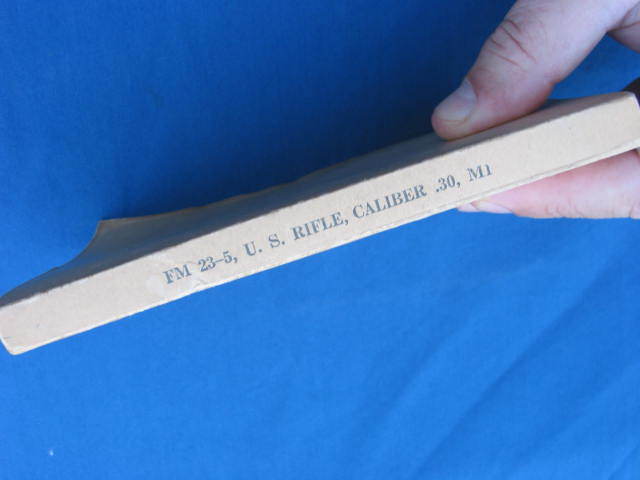 FM 23–5, U. S. RIFLE, CALIBER .30, M1